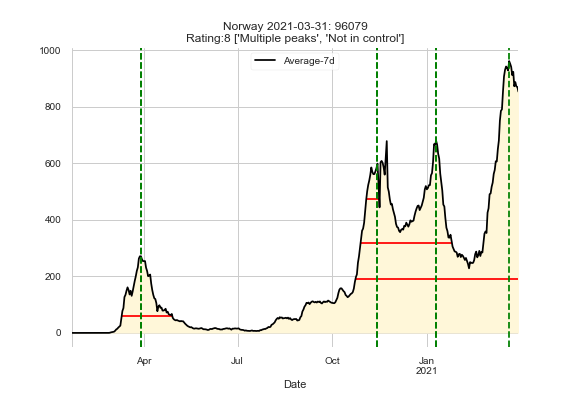 Norway 2021-03-31: 96079
Rating:8 ['Multiple peaks', 'Not in control']
Average-7d
1000
800
600
400
200
0
Apr
Jul
Oct
Jan
2021
Date